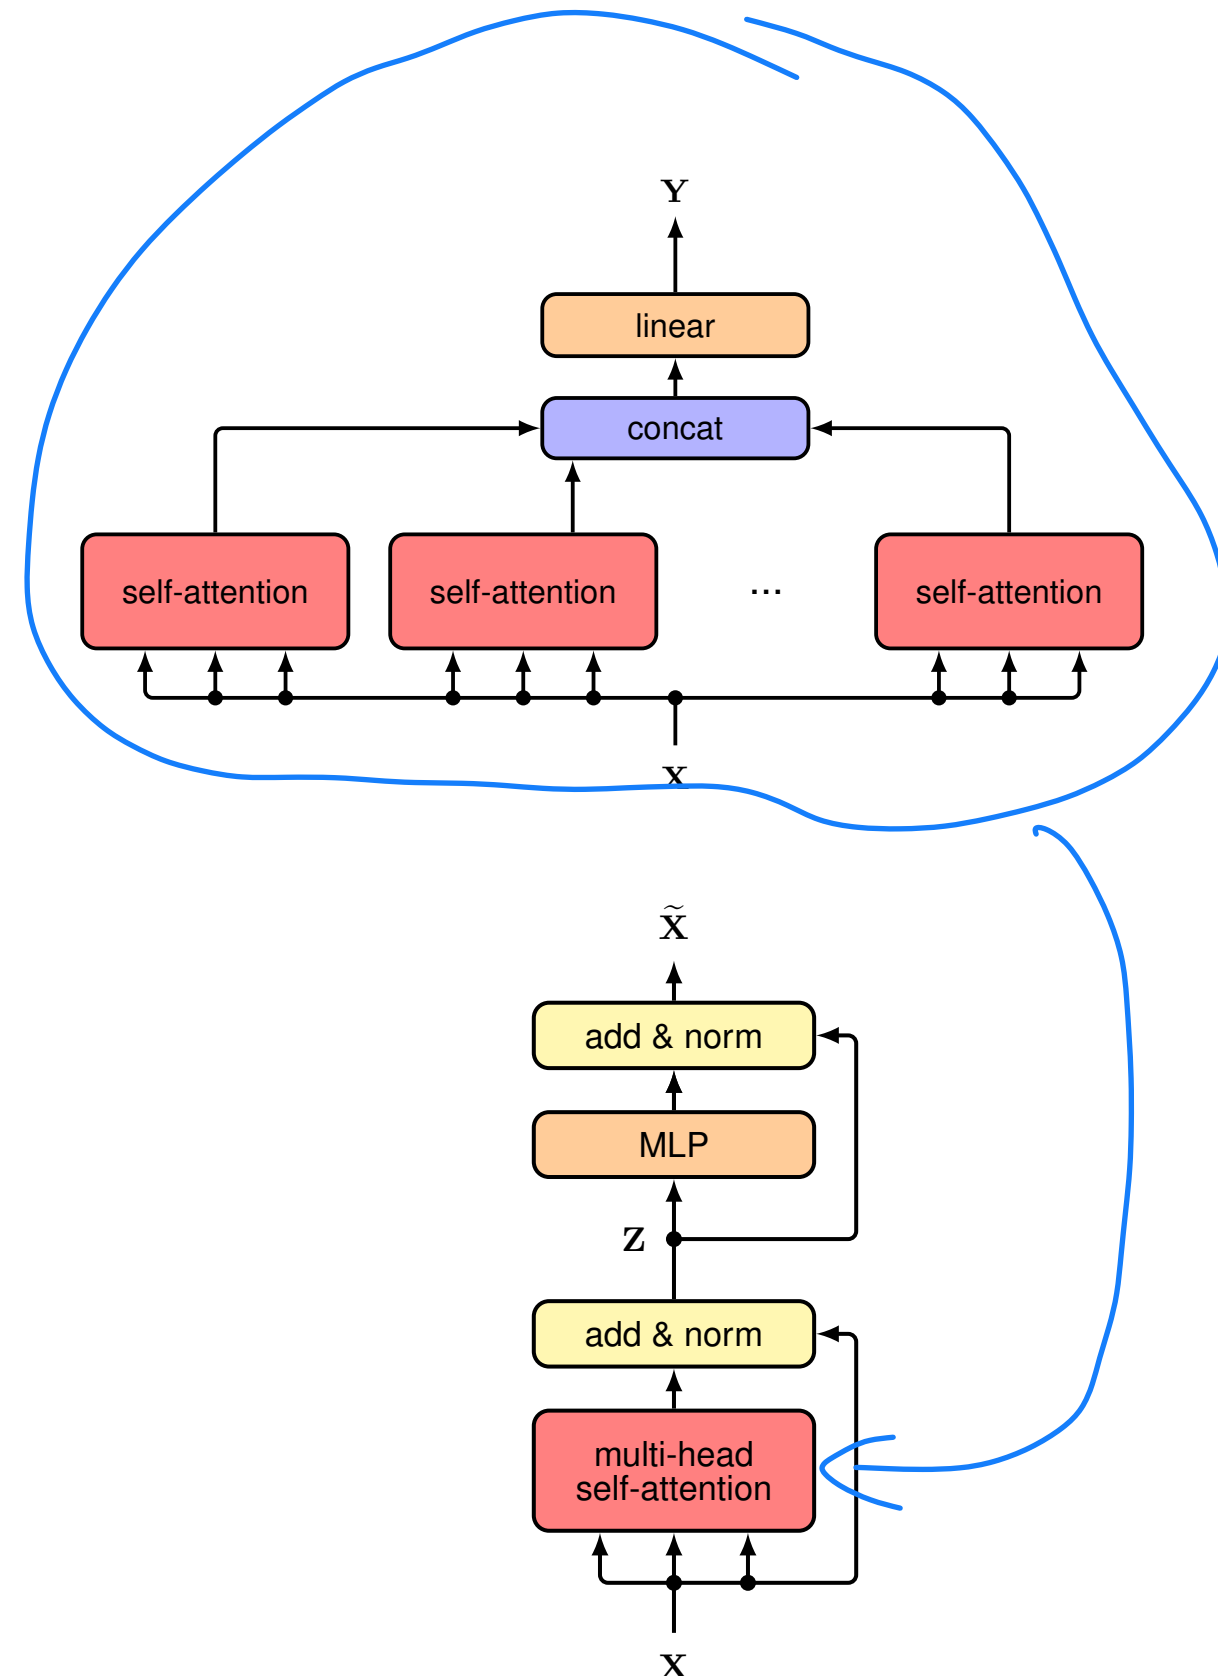 Y
linear
concat
self-attention self-attention ... self-attention
X
X̃
add & norm
MLP
Z
add & norm
multi-head
self-attention
X